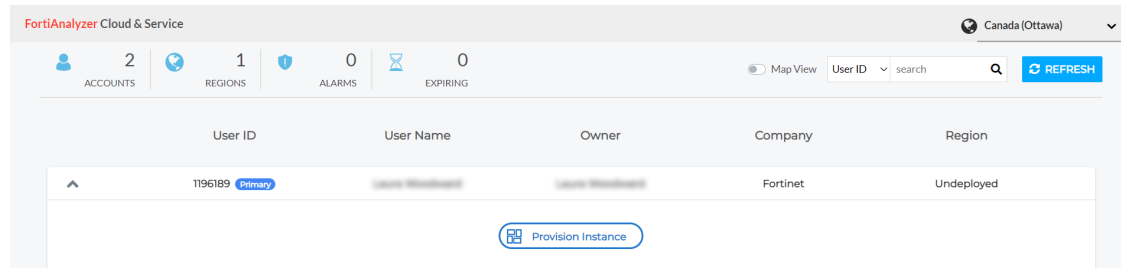 FortiAnalyzer Cloud & Service Canada (Ottawa)
2 1 0 0
ACCOUNTS REGIONS ALARMS EXPIRING
Map View User ID search REFRESH
User ID User Name Owner Company Region
1196189 Primary Fortinet Undeployed
Provision Instance